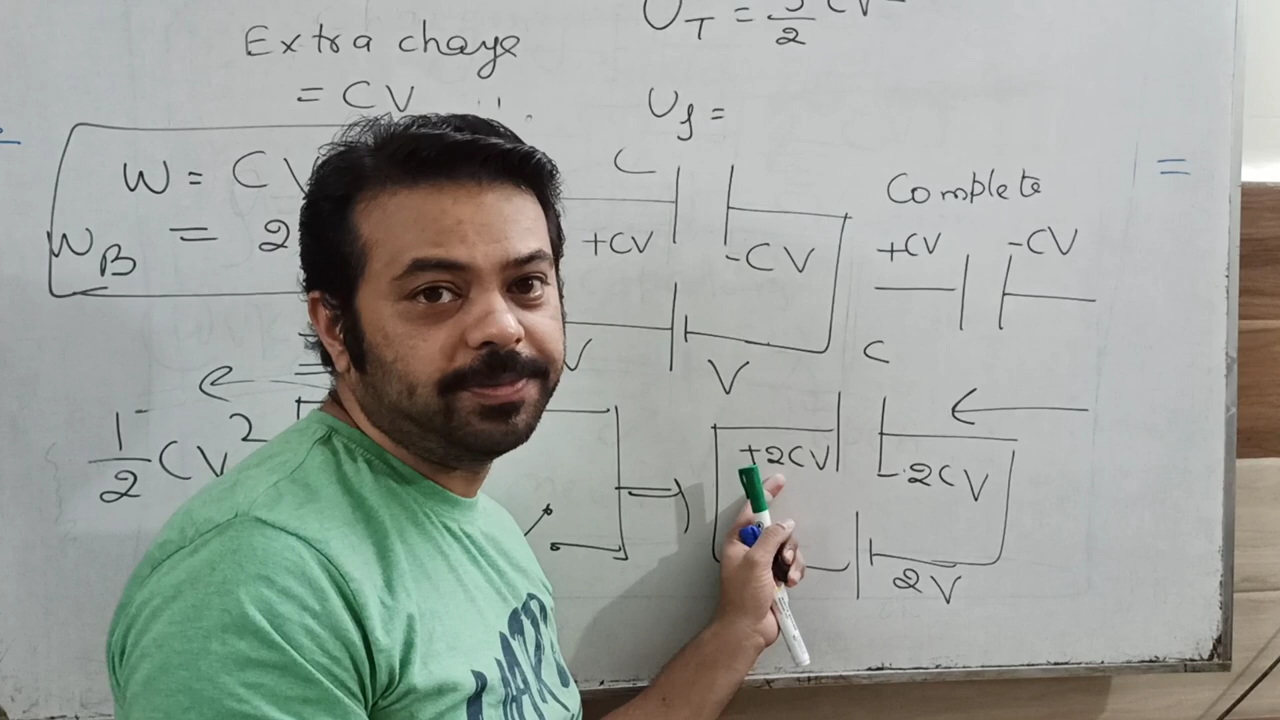 Extra charge
= CV
W = CV
W_B = 2
1/2 CV²
U_T = 3/2 CV
U_f =
C
+CV
-CV
V
V
Complete
+CV -CV
C
+2CV
-2CV
2V
=